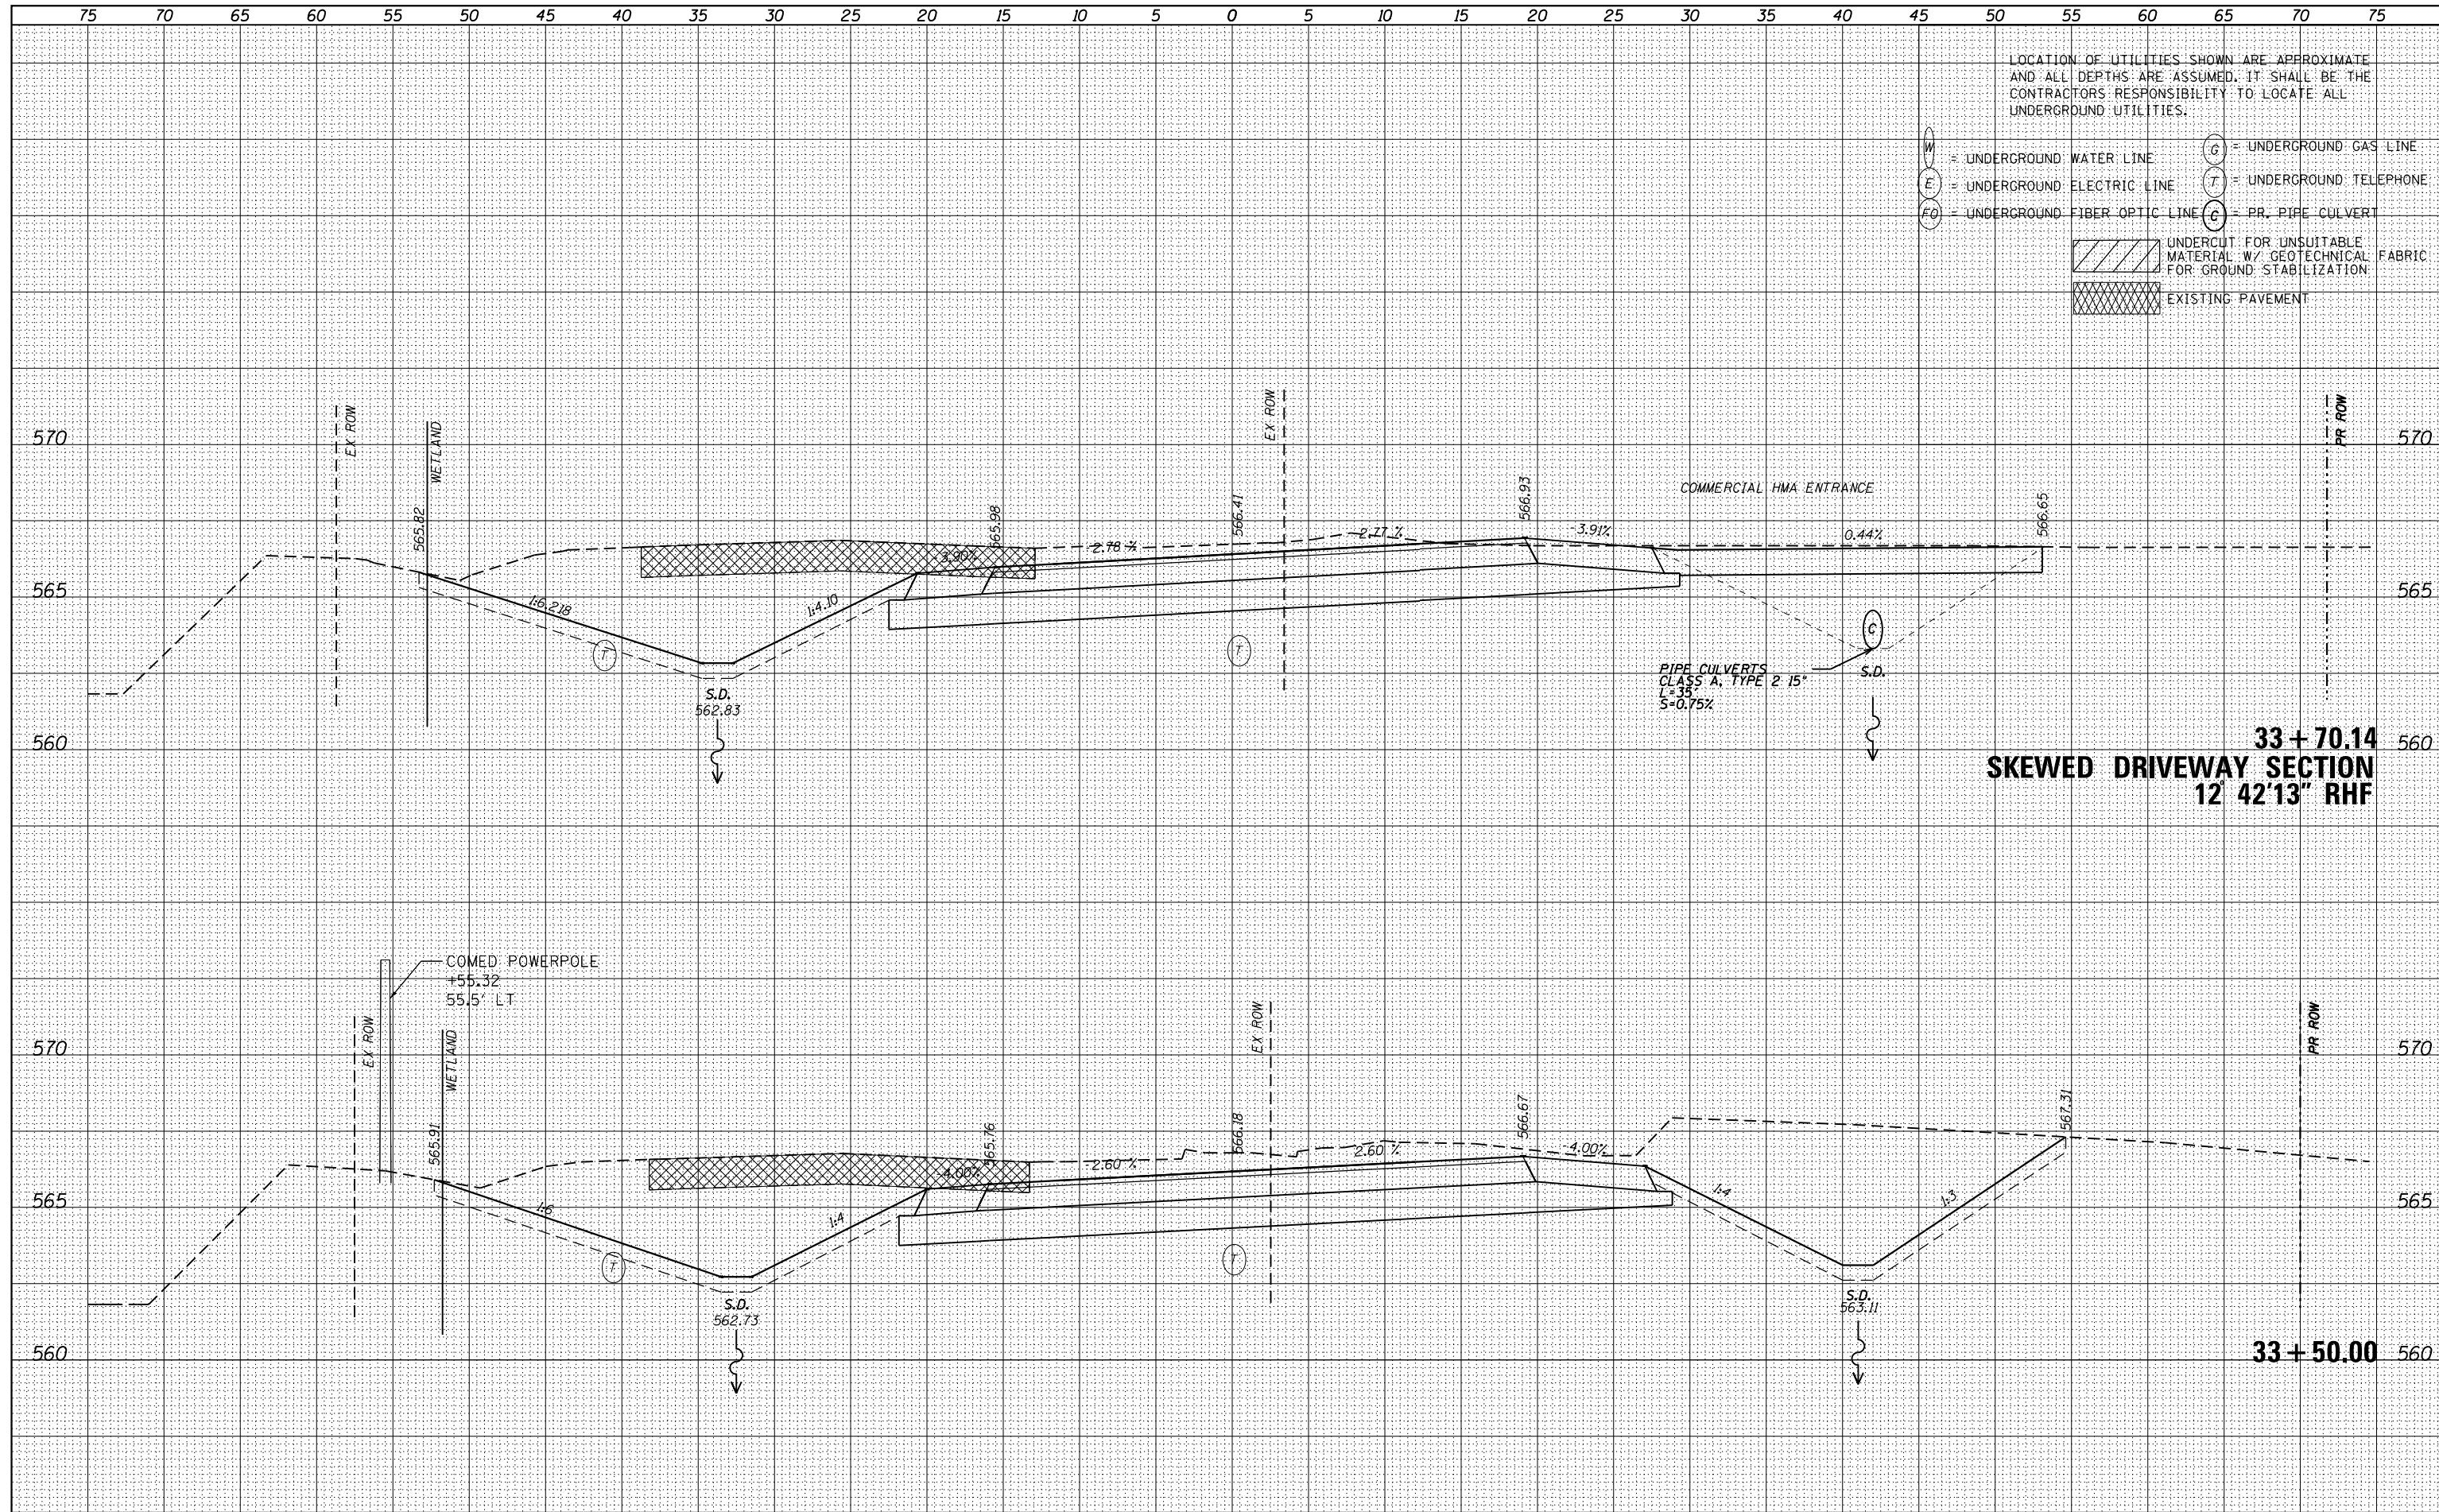 75 70 65 60 55 50 45 40 35 30 25 20 15 10 5 0 5 10 15 20 25 30 35 40 45 50 55 60 65 70 75
LOCATION OF UTILITIES SHOWN ARE APPROXIMATE
AND ALL DEPTHS ARE ASSUMED. IT SHALL BE THE
CONTRACTORS RESPONSIBILITY TO LOCATE ALL
UNDERGROUND UTILITIES.
W = UNDERGROUND WATER LINE
G = UNDERGROUND GAS LINE
E = UNDERGROUND ELECTRIC LINE
T = UNDERGROUND TELEPHONE
FO = UNDERGROUND FIBER OPTIC LINE
C = PR. PIPE CULVERT
UNDERCUT FOR UNSUITABLE
MATERIAL W/ GEOTECHNICAL FABRIC
FOR GROUND STABILIZATION
EXISTING PAVEMENT
570
EX ROW
WETLAND
EX ROW
PR ROW
570
565.82
565.98
566.41
566.93
COMMERCIAL HMA ENTRANCE
566.65
3.90%
-2.78 %
2.77 %
-3.91%
0.44%
565
1:6.218
1:4.10
565
T
T
C
S.D.
562.83
PIPE CULVERTS
CLASS A, TYPE 2 15"
L=35'
S=0.75%
S.D.
560
33+70.14
560
SKEWED DRIVEWAY SECTION
12° 42'13" RHF
COMED POWERPOLE
+55.32
55.5' LT
570
EX ROW
WETLAND
EX ROW
PR ROW
570
565.91
565.76
566.18
566.67
567.31
-4.00%
-2.60 %
2.60 %
-4.00%
565
1:6
1:4
1:4
1:3
565
T
T
S.D.
562.73
S.D.
563.11
560
33+50.00
560